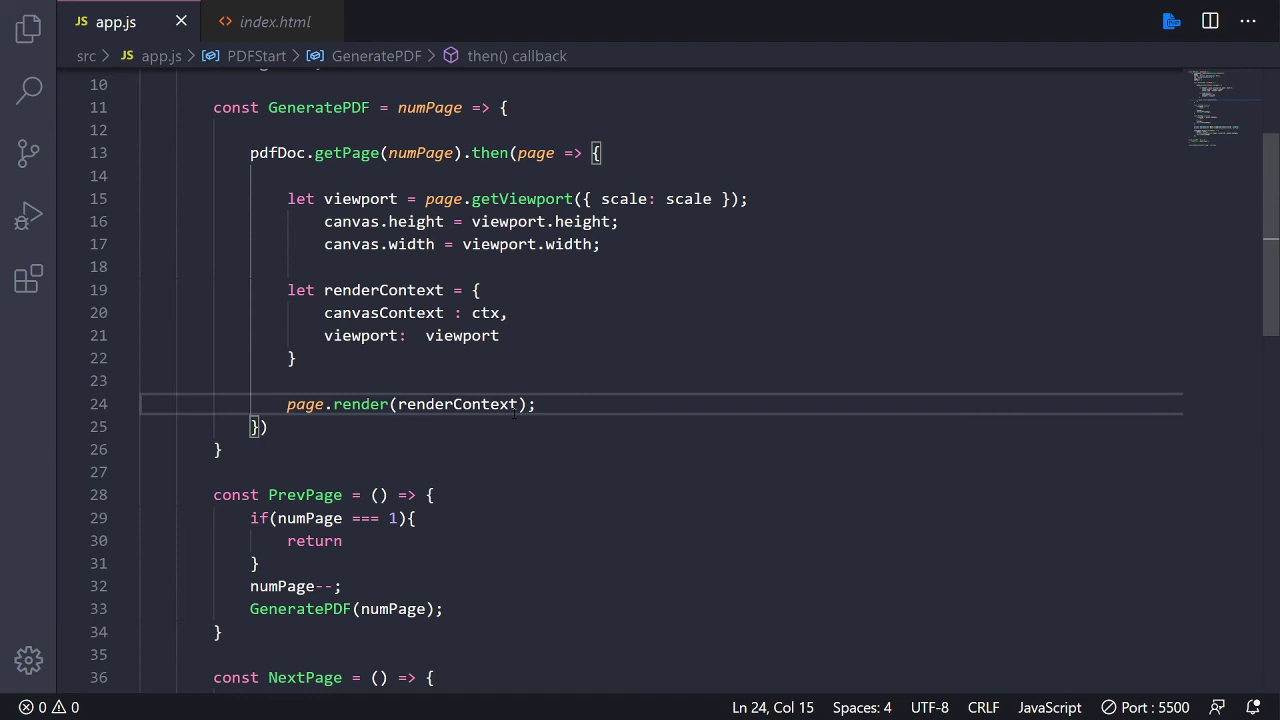 JS app.js
<> index.html
src > JS app.js > PDFStart > GeneratePDF > then() callback
10
11 const GeneratePDF = numPage => {
12
13 pdfDoc.getPage(numPage).then(page => {
14
15 let viewport = page.getViewport({ scale: scale });
16 canvas.height = viewport.height;
17 canvas.width = viewport.width;
18
19 let renderContext = {
20 canvasContext : ctx,
21 viewport:  viewport
22 }
23
24 page.render(renderContext);
25 })
26 }
27
28 const PrevPage = () => {
29 if(numPage === 1){
30 return
31 }
32 numPage--;
33 GeneratePDF(numPage);
34 }
35
36 const NextPage = () => {
0 0 Ln 24, Col 15 Spaces: 4 UTF-8 CRLF JavaScript Port : 5500